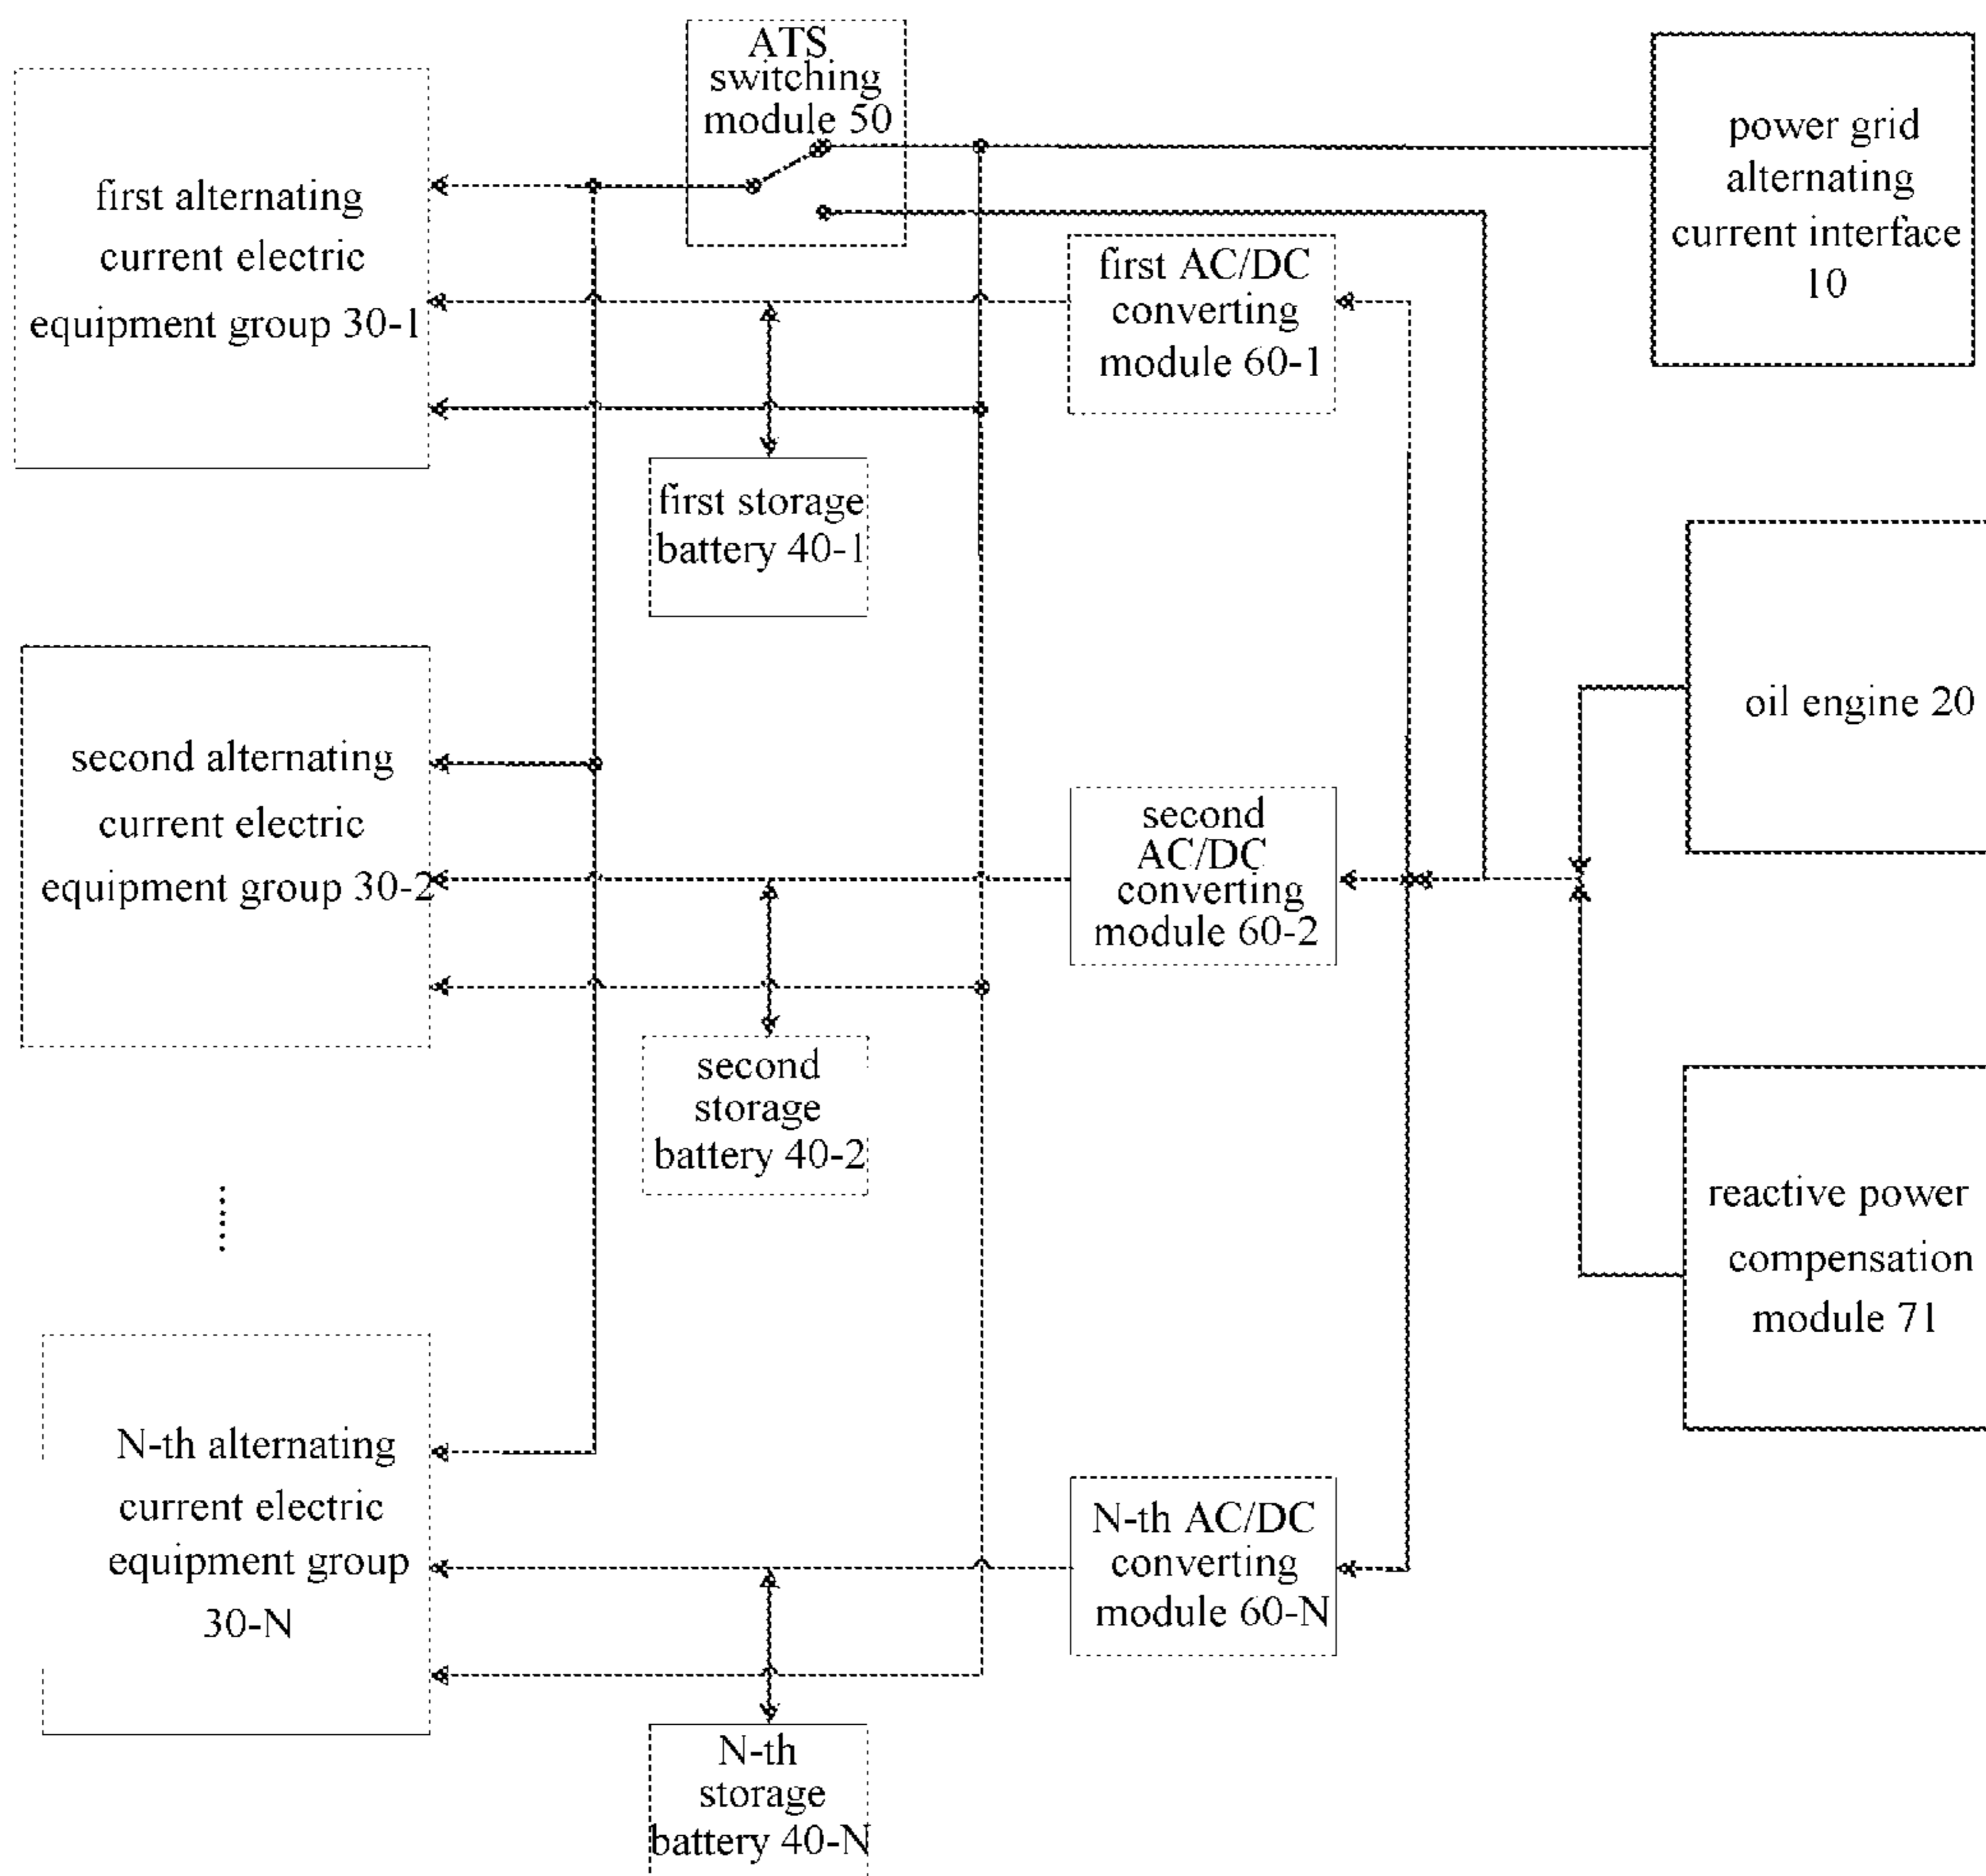 ATS
switching
module 50
power grid
alternating
current interface
10
first alternating
current electric
equipment group 30-1
first AC/DC
converting
module 60-1
first storage
battery 40-1
oil engine 20
second alternating
current electric
equipment group 30-2
second
AC/DC
converting
module 60-2
second
storage
battery 40-2
reactive power
compensation
module 71
......
N-th alternating
current electric
equipment group
30-N
N-th AC/DC
converting
module 60-N
N-th
storage
battery 40-N